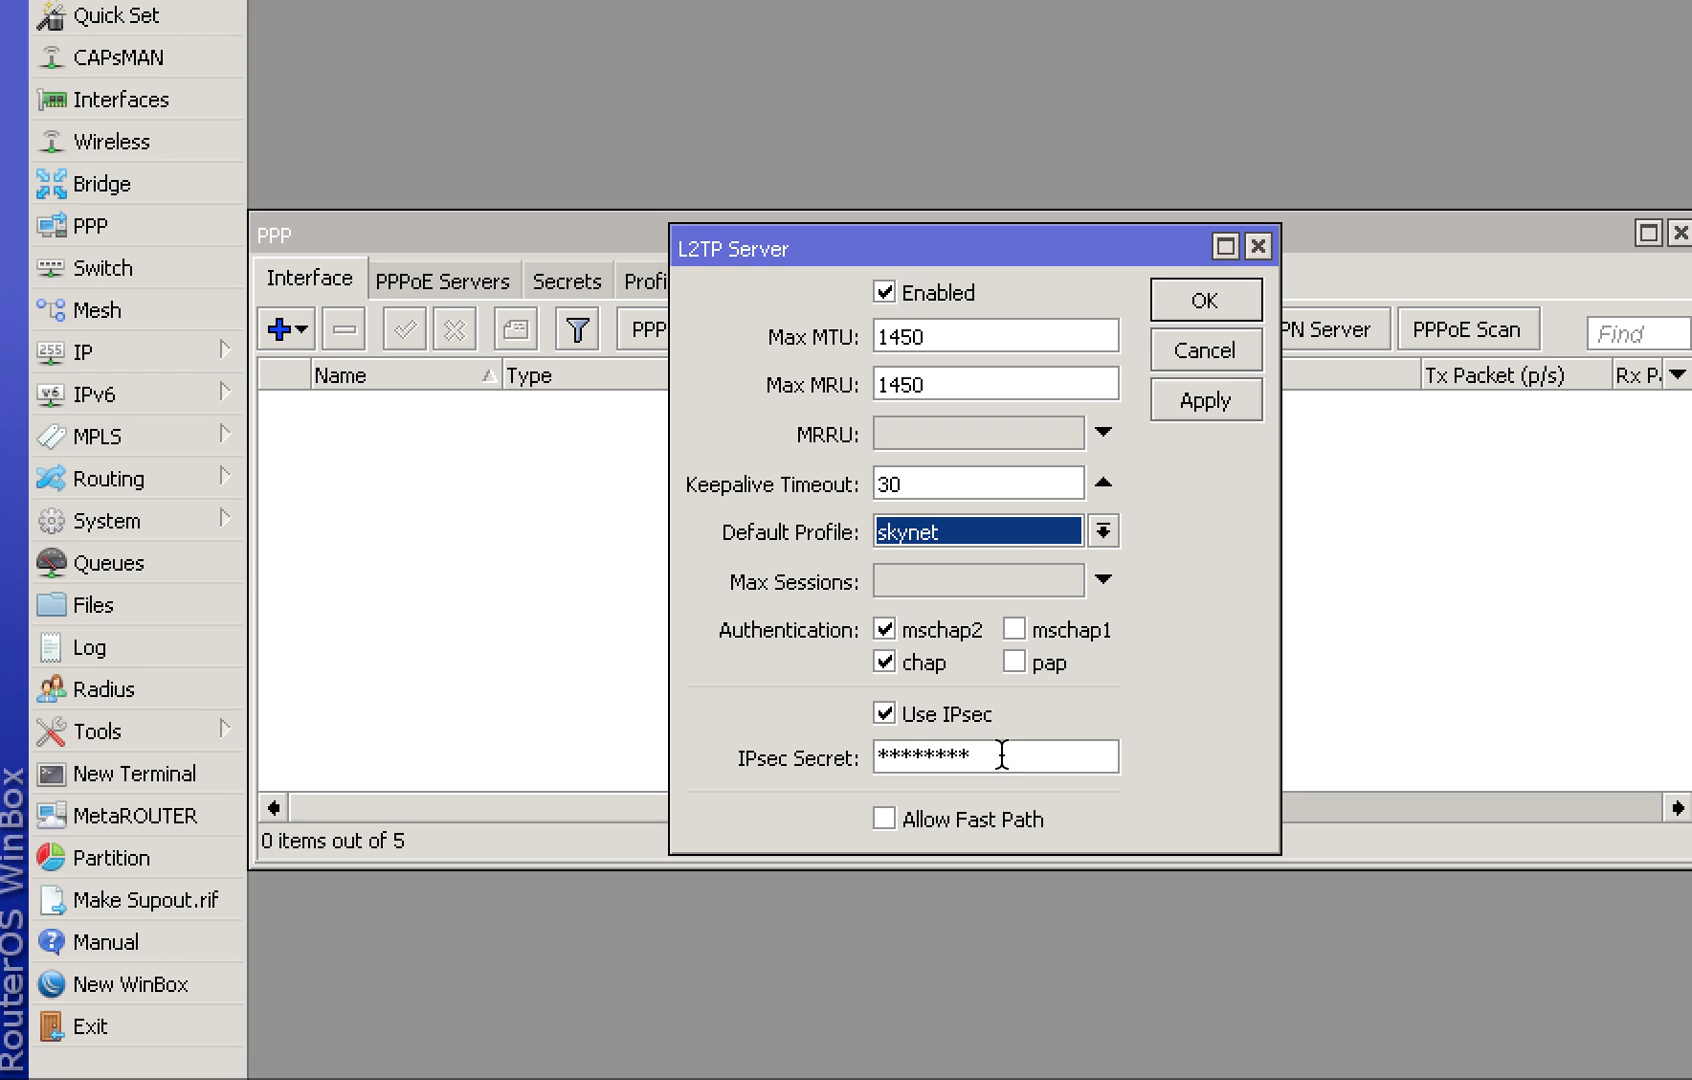 Quick Set
CAPsMAN
Interfaces
Wireless
Bridge
PPP
Switch
Mesh
255 IP
v6 IPv6
MPLS
Routing
System
Queues
Files
Log
Radius
Tools
New Terminal
MetaROUTER
Partition
Make Supout.rif
Manual
New WinBox
Exit
RouterOS WinBox
PPP
Interface PPPoE Servers Secrets Profi
PPP PN Server PPPoE Scan Find
Name Type Tx Packet (p/s) Rx P.
0 items out of 5
L2TP Server
Enabled
Max MTU: 1450
Max MRU: 1450
MRRU:
Keepalive Timeout: 30
Default Profile: skynet
Max Sessions:
Authentication: mschap2 mschap1
chap pap
Use IPsec
IPsec Secret: ********
Allow Fast Path
OK
Cancel
Apply